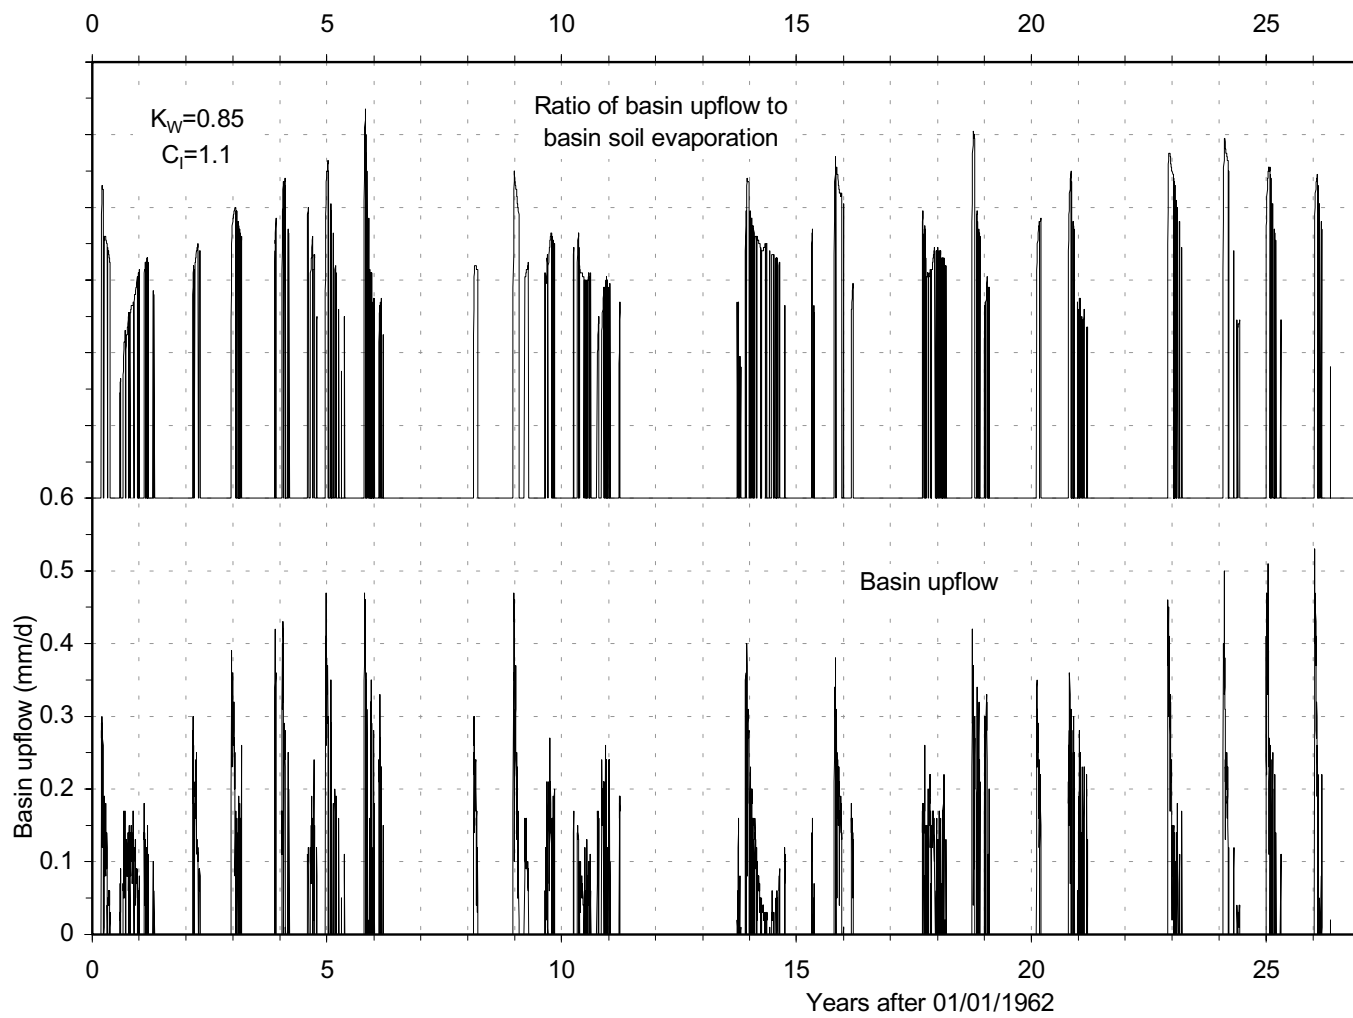 0 5 10 15 20 25
K_W=0.85
C_I=1.1
Ratio of basin upflow to
basin soil evaporation
0.6
0.5
0.4
0.3
0.2
0.1
0
Basin upflow (mm/d)
Basin upflow
0 5 10 15 20 25
Years after 01/01/1962